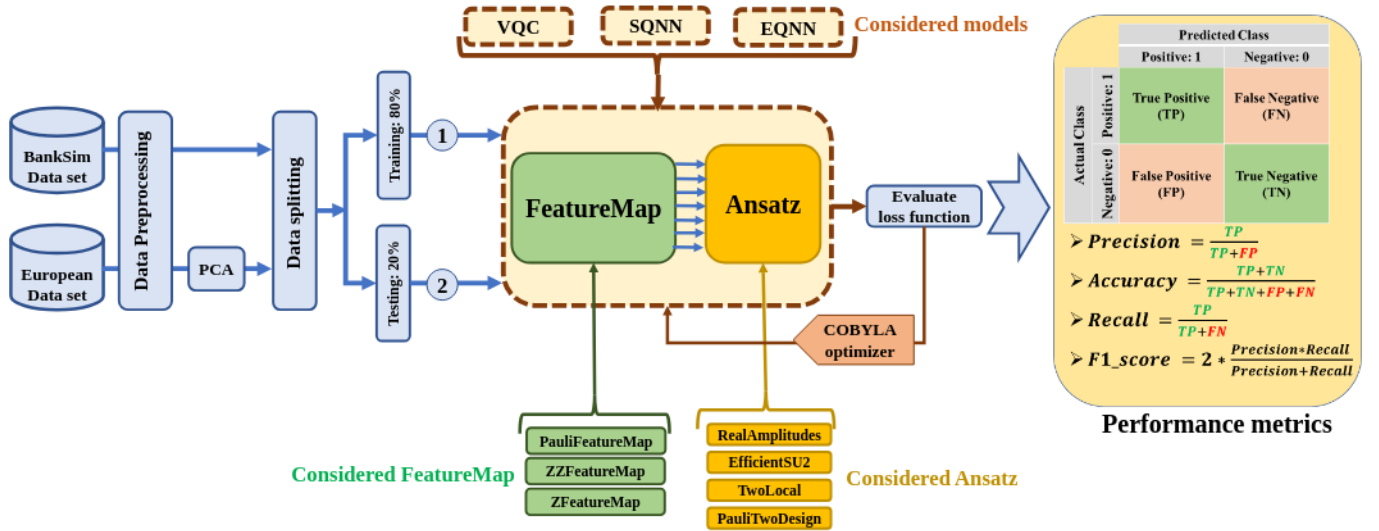 VQC
SQNN
EQNN
Considered models
BankSim
Data set
European
Data set
Data Preprocessing
PCA
Data splitting
Training: 80%
Testing: 20%
1
2
FeatureMap
Ansatz
Evaluate
loss function
COBYLA
optimizer
Considered FeatureMap
PauliFeatureMap
ZZFeatureMap
ZFeatureMap
RealAmplitudes
EfficientSU2
TwoLocal
PauliTwoDesign
Considered Ansatz
Predicted Class
Positive: 1
Negative: 0
Actual Class
Positive: 1
Negative: 0
True Positive
(TP)
False Negative
(FN)
False Positive
(FP)
True Negative
(TN)
➢ Precision = TP / TP+FP
➢ Accuracy = TP+TN / TP+TN+FP+FN
➢ Recall = TP / TP+FN
➢ F1_score = 2 * Precision*Recall / Precision+Recall
Performance metrics